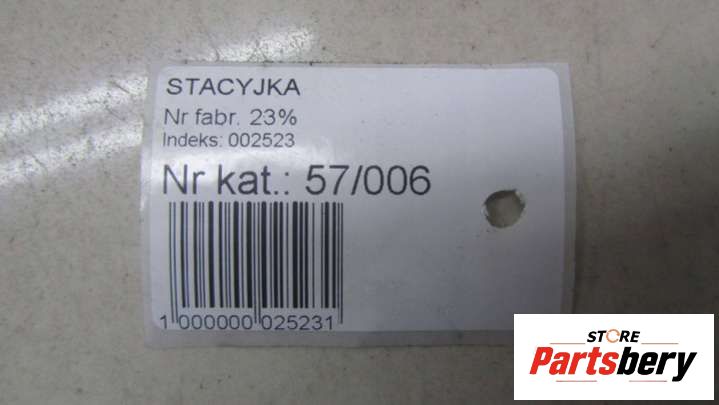 STACYJKA
Nr fabr. 23%
Indeks: 002523
Nr kat.: 57/006
1 000000 025231
STORE
Partsbery